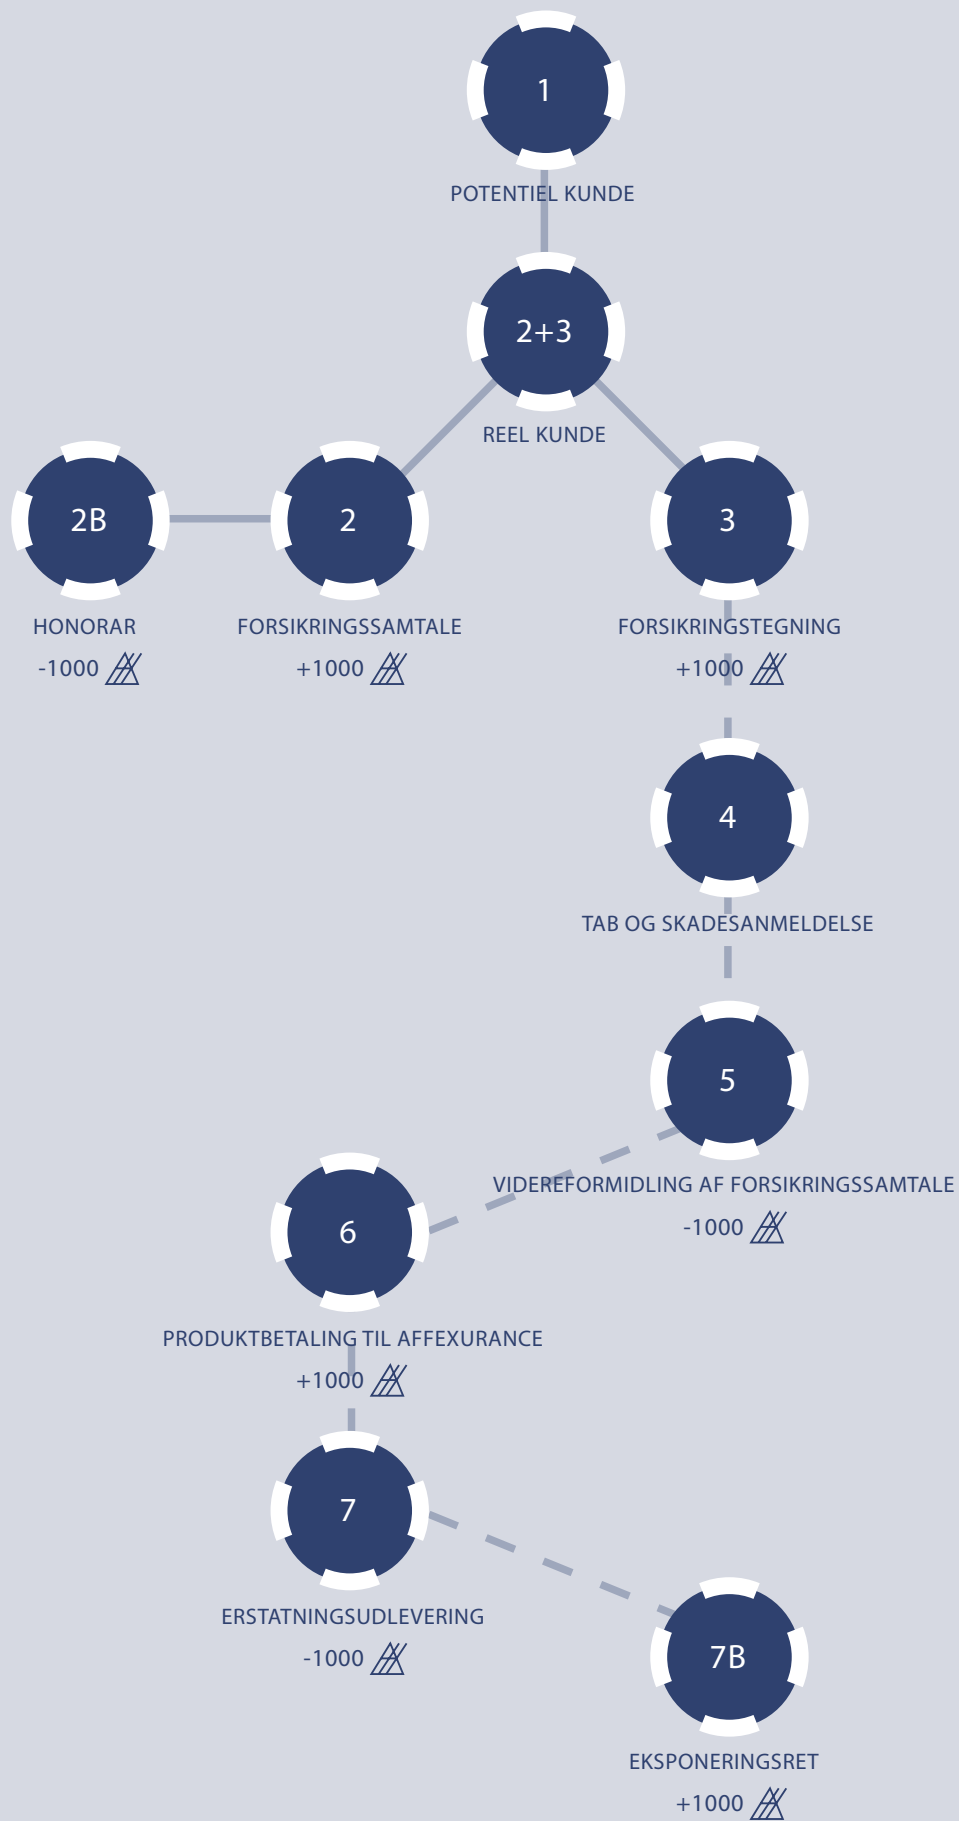 1
POTENTIEL KUNDE
2+3
REEL KUNDE
2B
2
3
HONORAR
FORSIKRINGSSAMTALE
FORSIKRINGSTEGNING
-1000
+1000
+1000
4
TAB OG SKADESANMELDELSE
5
VIDEREFORMIDLING AF FORSIKRINGSSAMTALE
-1000
6
PRODUKTBETALING TIL AFFEXURANCE
+1000
7
ERSTATNINGSUDLEVERING
-1000
7B
EKSPONERINGSRET
+1000